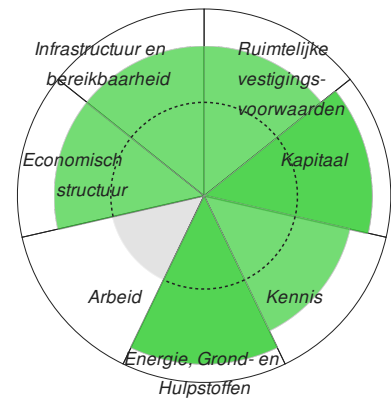 Infrastructuur en
bereikbaarheid
Ruimtelijke
vestigings-
voorwaarden
Economisch
structuur
Kapitaal
Arbeid
Kennis
Energie, Grond- en
Hulpstoffen